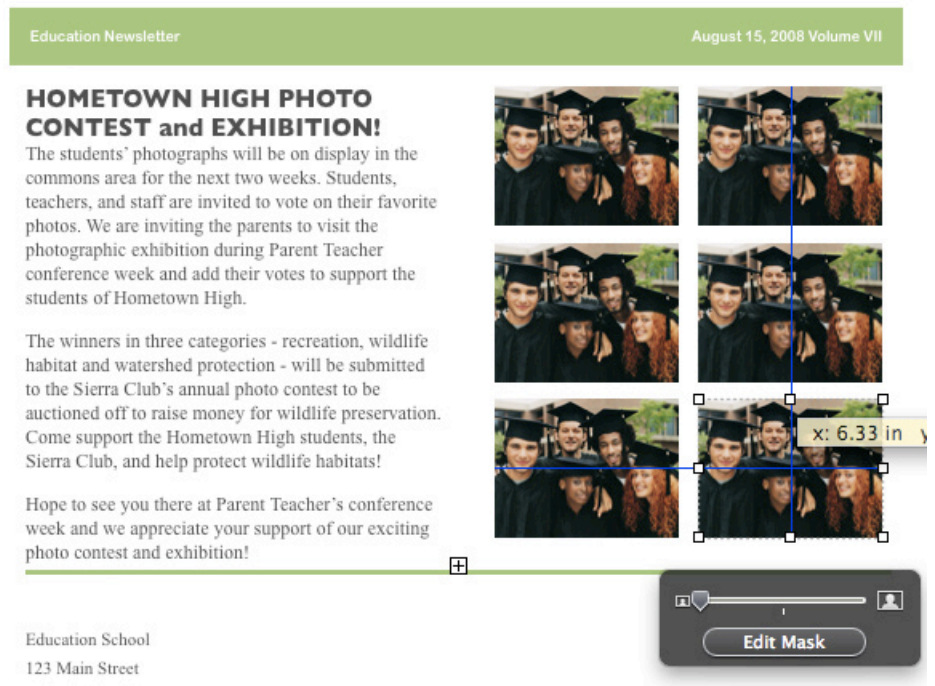 Education Newsletter
August 15, 2008 Volume VII
HOMETOWN HIGH PHOTO
CONTEST and EXHIBITION!
The students' photographs will be on display in the
commons area for the next two weeks. Students,
teachers, and staff are invited to vote on their favorite
photos. We are inviting the parents to visit the
photographic exhibition during Parent Teacher
conference week and add their votes to support the
students of Hometown High.
The winners in three categories - recreation, wildlife
habitat and watershed protection - will be submitted
to the Sierra Club's annual photo contest to be
auctioned off to raise money for wildlife preservation.
Come support the Hometown High students, the
Sierra Club, and help protect wildlife habitats!
Hope to see you there at Parent Teacher's conference
week and we appreciate your support of our exciting
photo contest and exhibition!
x: 6.33 in y
Edit Mask
Education School
123 Main Street